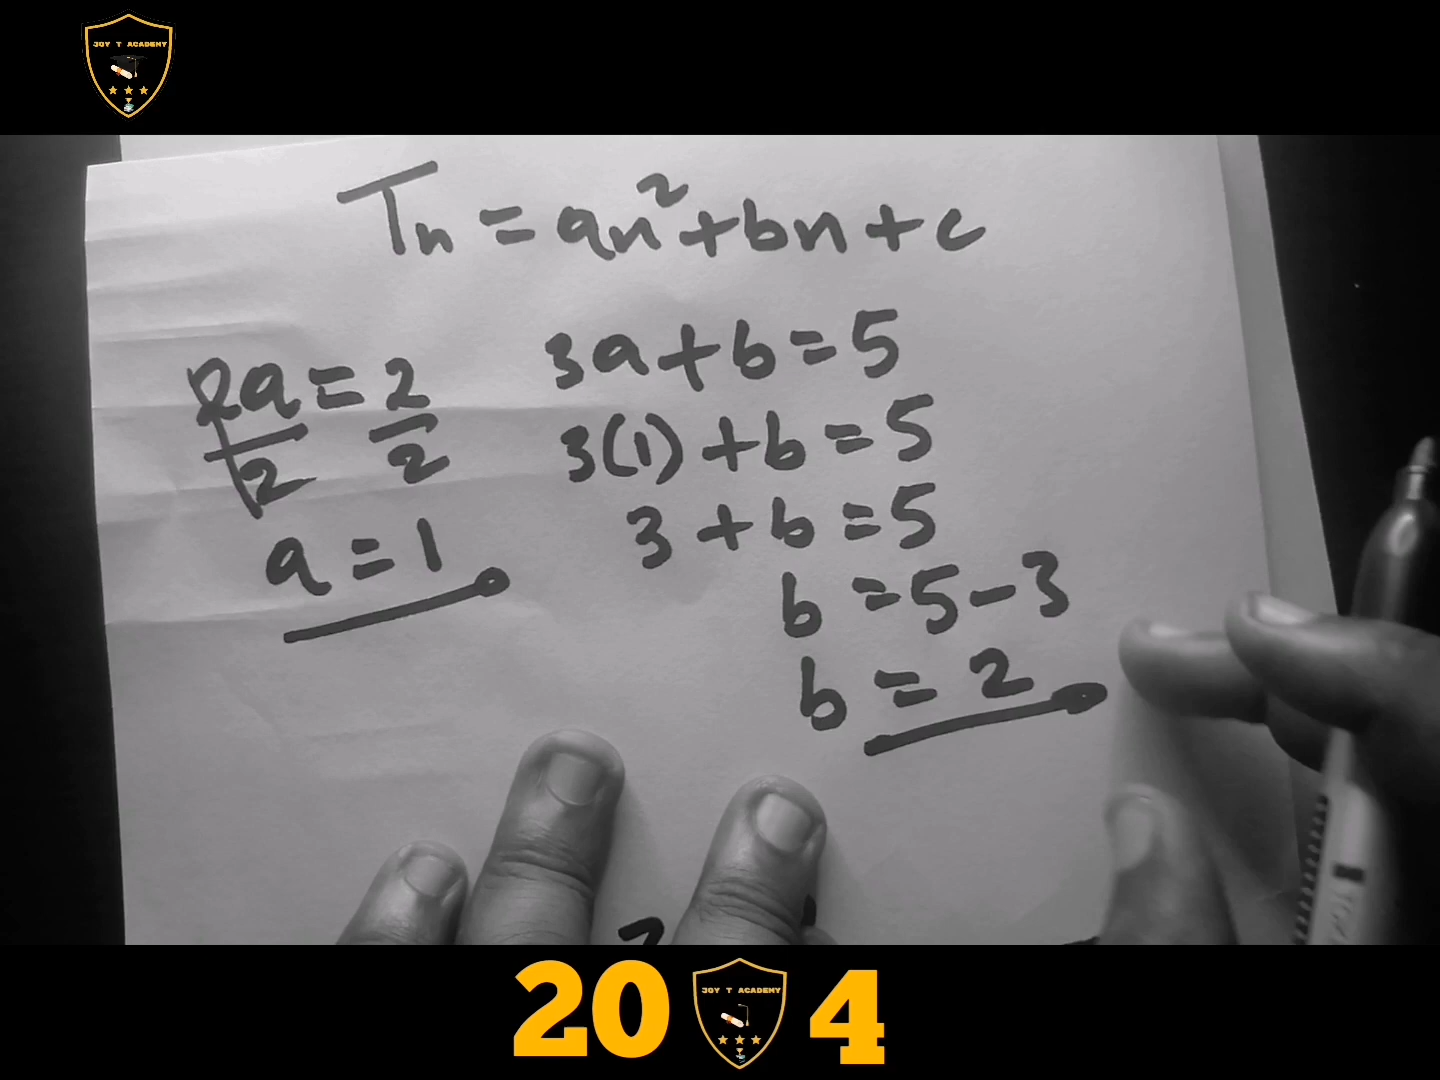 JOY T ACADEMY
Tn = an² + bn + c
2a = 2
2 2
a = 1
3a + b = 5
3(1) + b = 5
3 + b = 5
b = 5 - 3
b = 2
20 4
JOY T ACADEMY